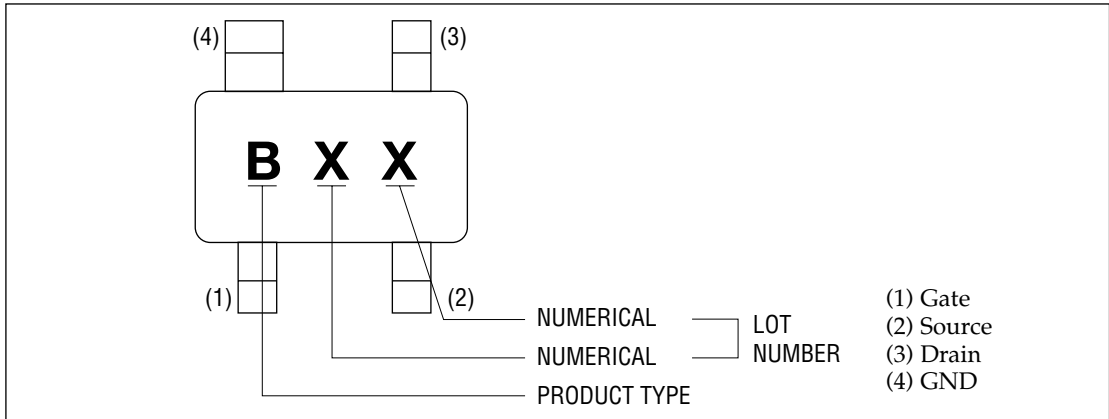 (4) (3)
B X X
(1) (2)
NUMERICAL
NUMERICAL
PRODUCT TYPE
LOT
NUMBER
(1) Gate
(2) Source
(3) Drain
(4) GND